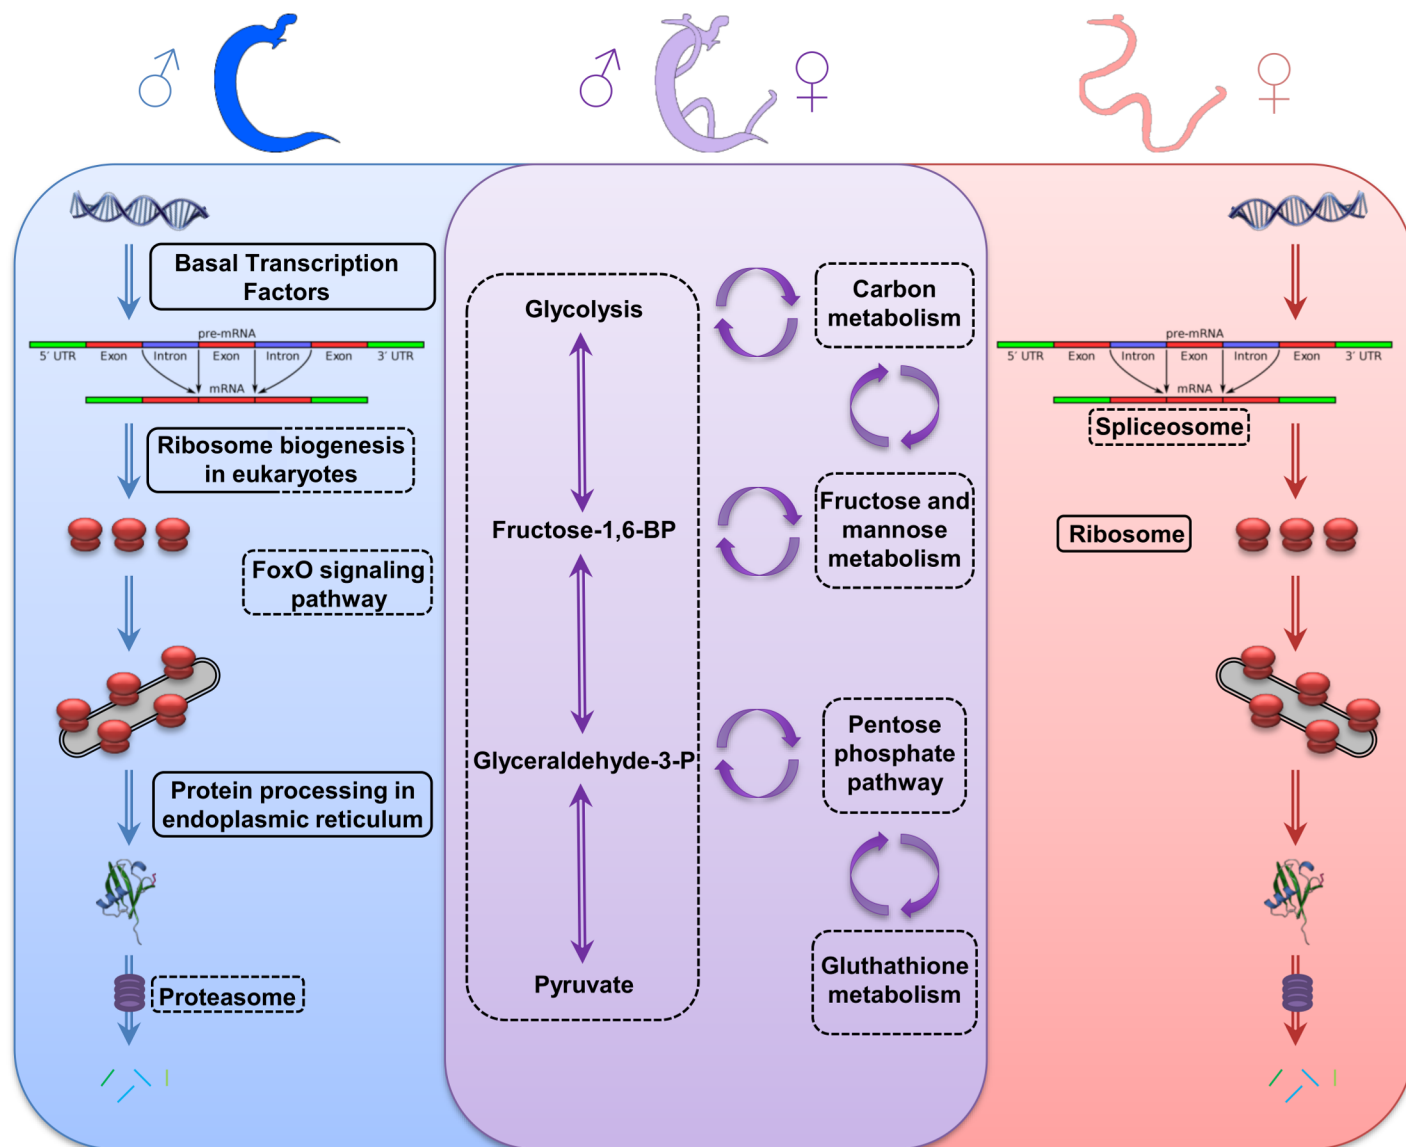 ♂
♂
♀
♀
Basal Transcription
Factors
pre-mRNA
5′ UTR Exon Intron Exon Intron Exon 3′ UTR
mRNA
Ribosome biogenesis
in eukaryotes
FoxO signaling
pathway
Protein processing in
endoplasmic reticulum
Proteasome
Glycolysis
Fructose-1,6-BP
Glyceraldehyde-3-P
Pyruvate
Carbon
metabolism
Fructose and
mannose
metabolism
Pentose
phosphate
pathway
Gluthathione
metabolism
pre-mRNA
5′ UTR Exon Intron Exon Intron Exon 3′ UTR
mRNA
Spliceosome
Ribosome